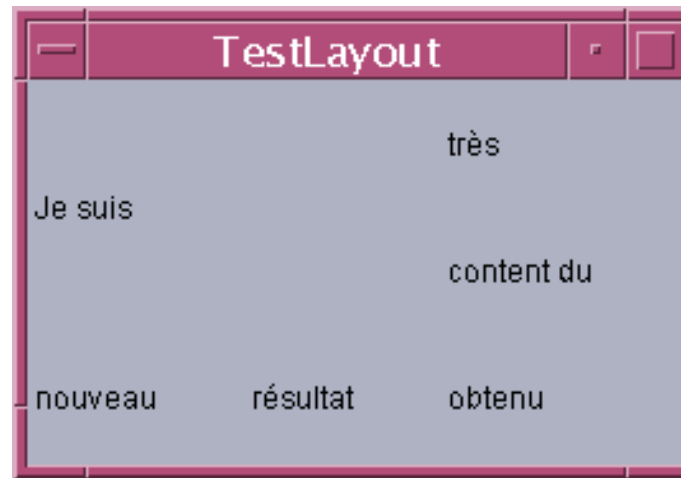 TestLayout
très
Je suis
content du
nouveau résultat obtenu